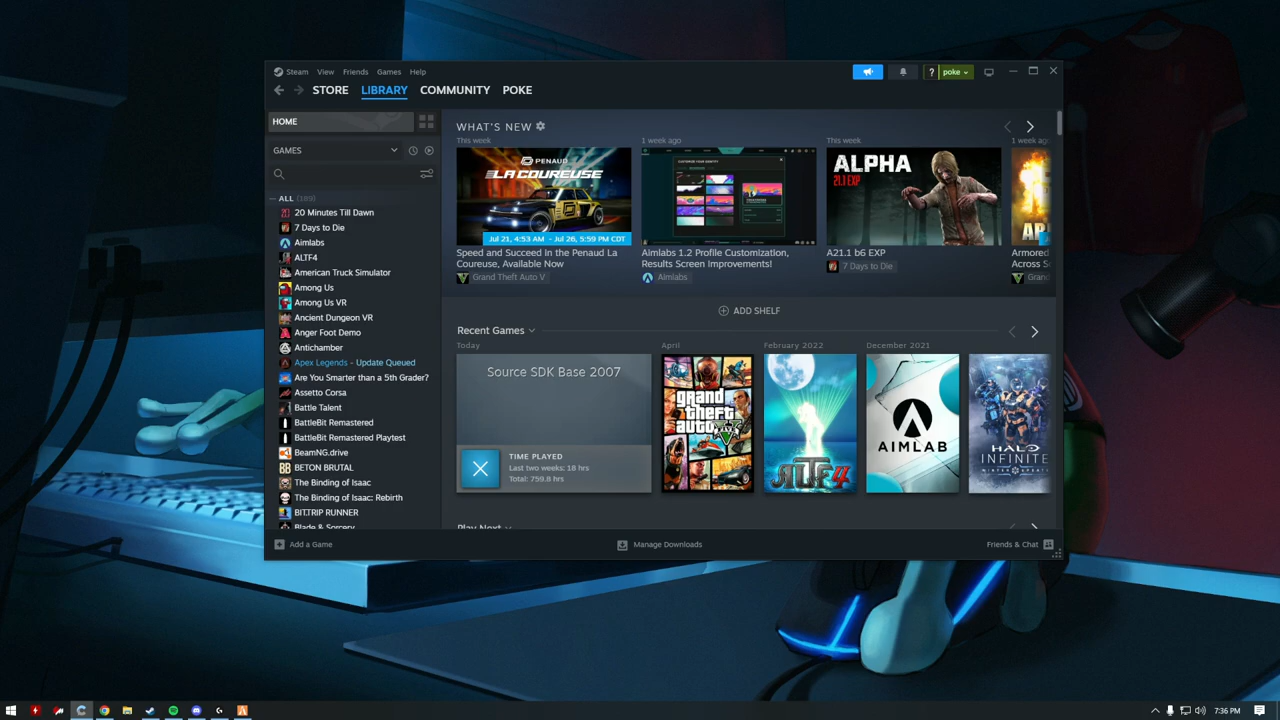 Steam View Friends Games Help
? poke
STORE LIBRARY COMMUNITY POKE
HOME
GAMES
ALL (189)
20 Minutes Till Dawn
7 Days to Die
Aimlabs
ALTF4
American Truck Simulator
Among Us
Among Us VR
Ancient Dungeon VR
Anger Foot Demo
Antichamber
Apex Legends - Update Queued
Are You Smarter than a 5th Grader?
Assetto Corsa
Battle Talent
BattleBit Remastered
BattleBit Remastered Playtest
BeamNG.drive
BETON BRUTAL
The Binding of Isaac
The Binding of Isaac: Rebirth
BIT.TRIP RUNNER
Blade & Sorcery
WHAT'S NEW
This week
PENAUD
LA COUREUSE
Jul 21, 4:53 AM - Jul 26, 5:59 PM CDT
Speed and Succeed in the Penaud La
Coureuse, Available Now
Grand Theft Auto V
1 week ago
Aimlabs 1.2 Profile Customization,
Results Screen Improvements!
Aimlabs
This week
ALPHA
21.1 EXP
A21.1 b6 EXP
7 Days to Die
1 week ago
Armored
Across S
Grand
ADD SHELF
Recent Games
Today
Source SDK Base 2007
TIME PLAYED
Last two weeks: 18 hrs
Total: 759.8 hrs
April
grand
theft
auto V
February 2022
ALTF4
December 2021
AIMLAB
HALO
INFINITE
WINTER UPDATE
Play Next
Add a Game
Manage Downloads
Friends & Chat
7:36 PM